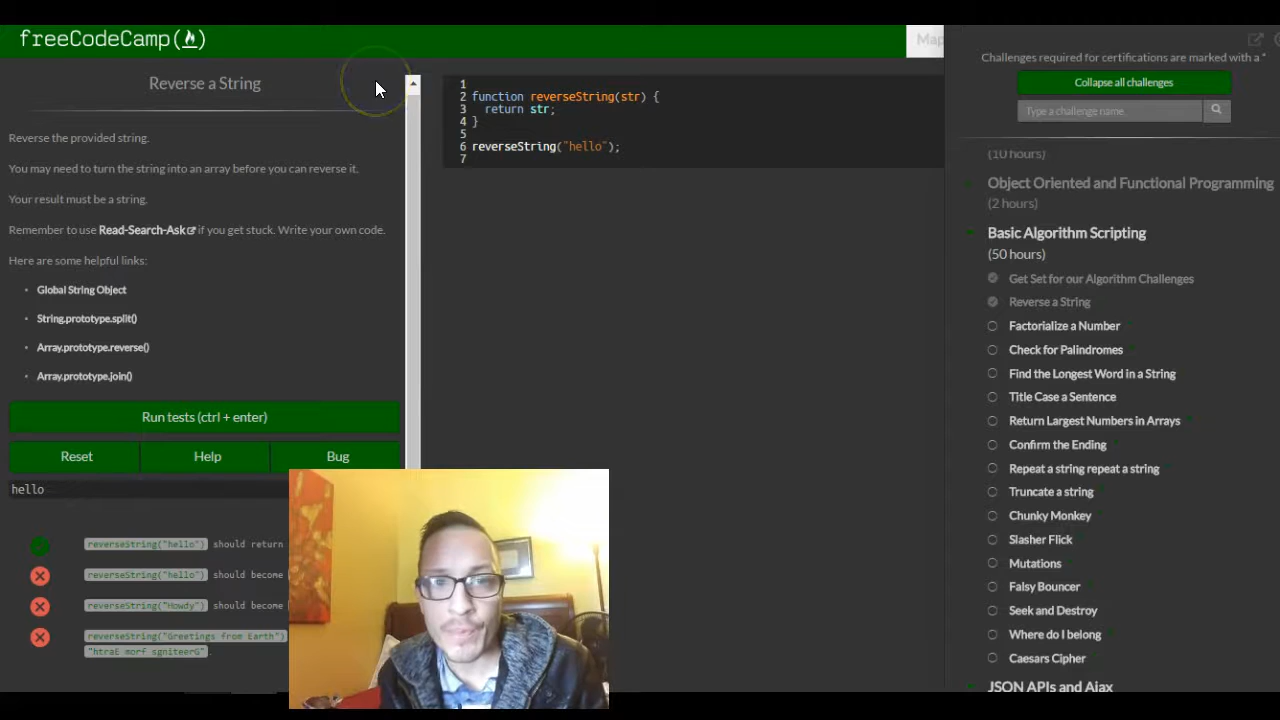 freeCodeCamp
Map
Reverse a String
Reverse the provided string.
You may need to turn the string into an array before you can reverse it.
Your result must be a string.
Remember to use Read-Search-Ask if you get stuck. Write your own code.
Here are some helpful links:
Global String Object
String.prototype.split()
Array.prototype.reverse()
Array.prototype.join()
Run tests (ctrl + enter)
Reset Help Bug
hello
reverseString("hello") should return
reverseString("hello") should become
reverseString("Howdy") should become
reverseString("Greetings from Earth")
"htraE morf sgniteerG".
1
2 function reverseString(str) {
3 return str;
4 }
5
6 reverseString("hello");
7
Challenges required for certifications are marked with a *
Collapse all challenges
Type a challenge name
(10 hours)
Object Oriented and Functional Programming
(2 hours)
Basic Algorithm Scripting
(50 hours)
Get Set for our Algorithm Challenges
Reverse a String
Factorialize a Number
Check for Palindromes
Find the Longest Word in a String
Title Case a Sentence
Return Largest Numbers in Arrays
Confirm the Ending
Repeat a string repeat a string
Truncate a string
Chunky Monkey
Slasher Flick
Mutations
Falsy Bouncer
Seek and Destroy
Where do I belong
Caesars Cipher
JSON APIs and Ajax